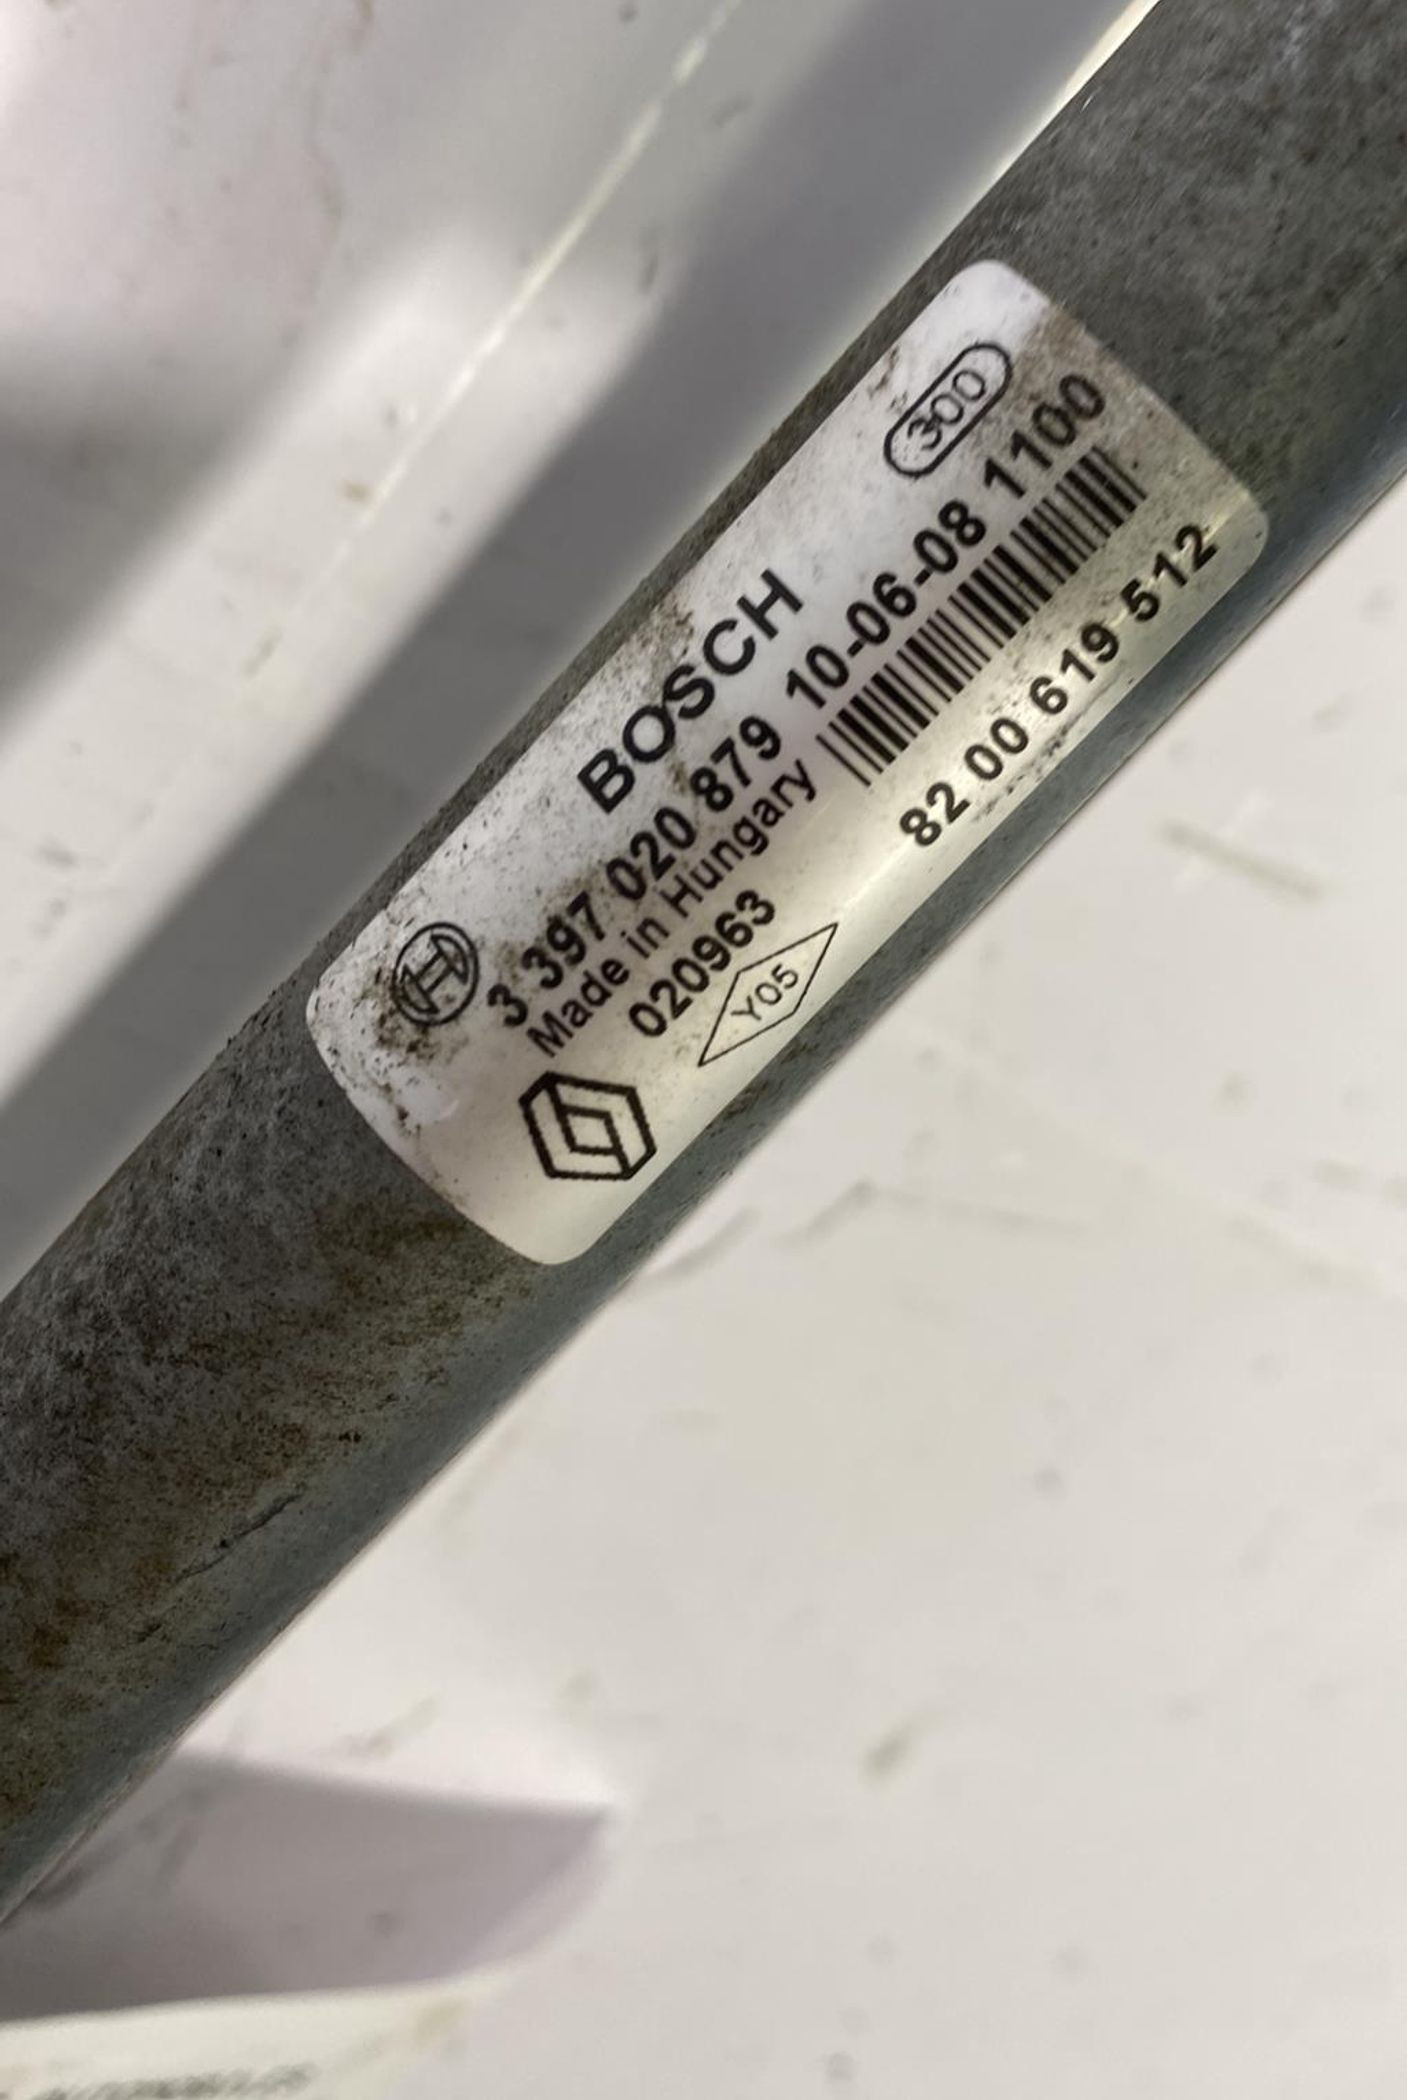 300
BOSCH
3 397 020 879 10-06-08 1100
Made in Hungary
020963
82 00 619 512
Y05